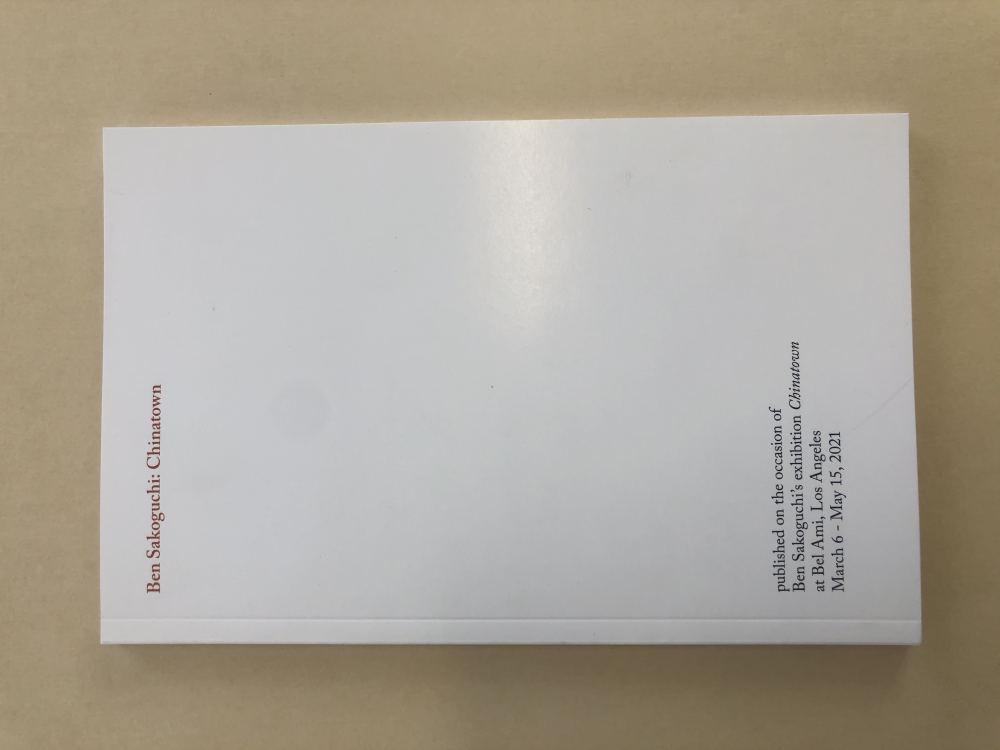 Ben Sakoguchi: Chinatown
published on the occasion of
Ben Sakoguchi's exhibition Chinatown
at Bel Ami, Los Angeles
March 6 - May 15, 2021